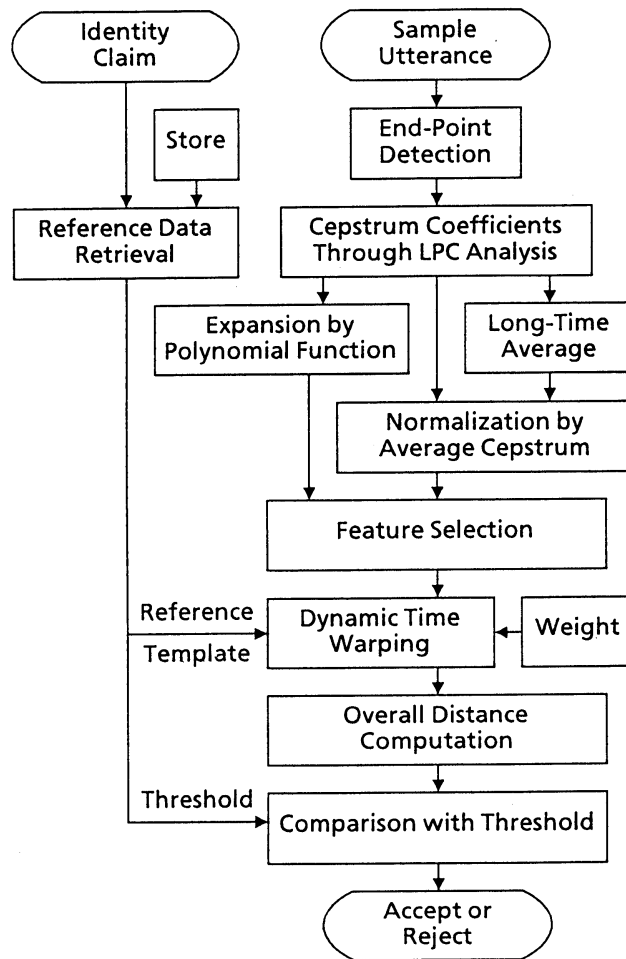 Identity
Claim
Sample
Utterance
Store
End-Point
Detection
Reference Data
Retrieval
Cepstrum Coefficients
Through LPC Analysis
Expansion by
Polynomial Function
Long-Time
Average
Normalization by
Average Cepstrum
Feature Selection
Reference
Template
Dynamic Time
Warping
Weight
Overall Distance
Computation
Threshold
Comparison with Threshold
Accept or
Reject